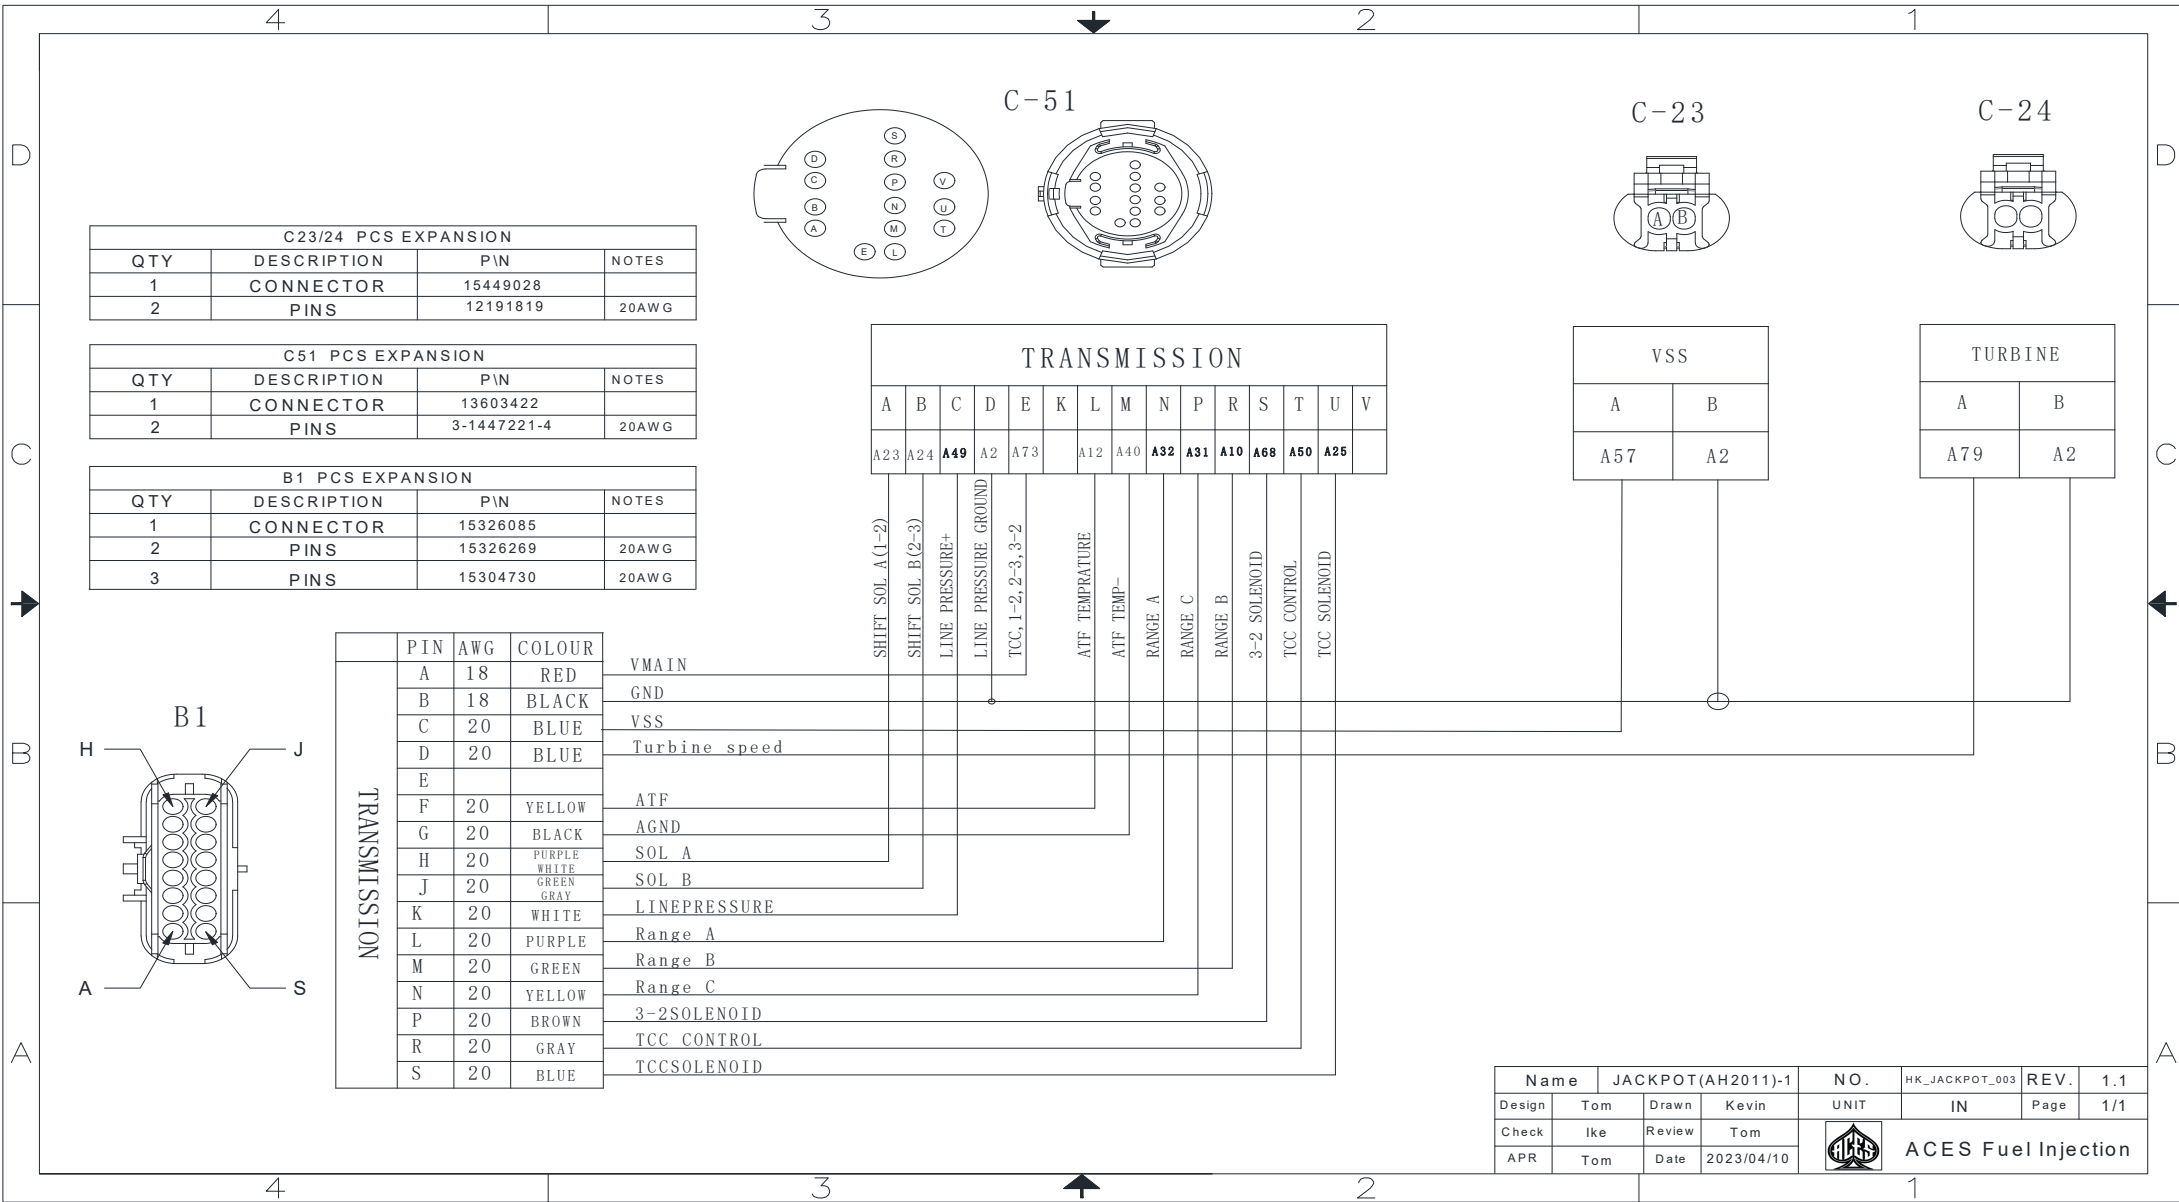 4 3 2 1
D D
C C
B B
A A
C-51
S
D R
C P V
B N U
A M T
E L
C-23
A B
C-24
C23/24 PCS EXPANSION
QTY DESCRIPTION P\N NOTES
1 CONNECTOR 15449028
2 PINS 12191819 20AWG
C51 PCS EXPANSION
QTY DESCRIPTION P\N NOTES
1 CONNECTOR 13603422
2 PINS 3-1447221-4 20AWG
B1 PCS EXPANSION
QTY DESCRIPTION P\N NOTES
1 CONNECTOR 15326085
2 PINS 15326269 20AWG
3 PINS 15304730 20AWG
TRANSMISSION
A B C D E K L M N P R S T U V
A23 A24 A49 A2 A73 A12 A40 A32 A31 A10 A68 A50 A25
SHIFT SOL A(1-2)
SHIFT SOL B(2-3)
LINE PRESSURE+
LINE PRESSURE GROUND
TCC,1-2,2-3,3-2
ATF TEMPRATURE
ATF TEMP-
RANGE A
RANGE C
RANGE B
3-2 SOLENOID
TCC CONTROL
TCC SOLENOID
VSS
A B
A57 A2
TURBINE
A B
A79 A2
B1
H J
A S
TRANSMISSION
PIN AWG COLOUR
A 18 RED VMAIN
B 18 BLACK GND
C 20 BLUE VSS
D 20 BLUE Turbine speed
E
F 20 YELLOW ATF
G 20 BLACK AGND
H 20 PURPLE WHITE SOL A
J 20 GREEN GRAY SOL B
K 20 WHITE LINEPRESSURE
L 20 PURPLE Range A
M 20 GREEN Range B
N 20 YELLOW Range C
P 20 BROWN 3-2SOLENOID
R 20 GRAY TCC CONTROL
S 20 BLUE TCCSOLENOID
Name JACKPOT(AH2011)-1 NO. HK_JACKPOT_003 REV. 1.1
Design Tom Drawn Kevin UNIT IN Page 1/1
Check Ike Review Tom
APR Tom Date 2023/04/10
ACES
ACES Fuel Injection
4 3 2 1